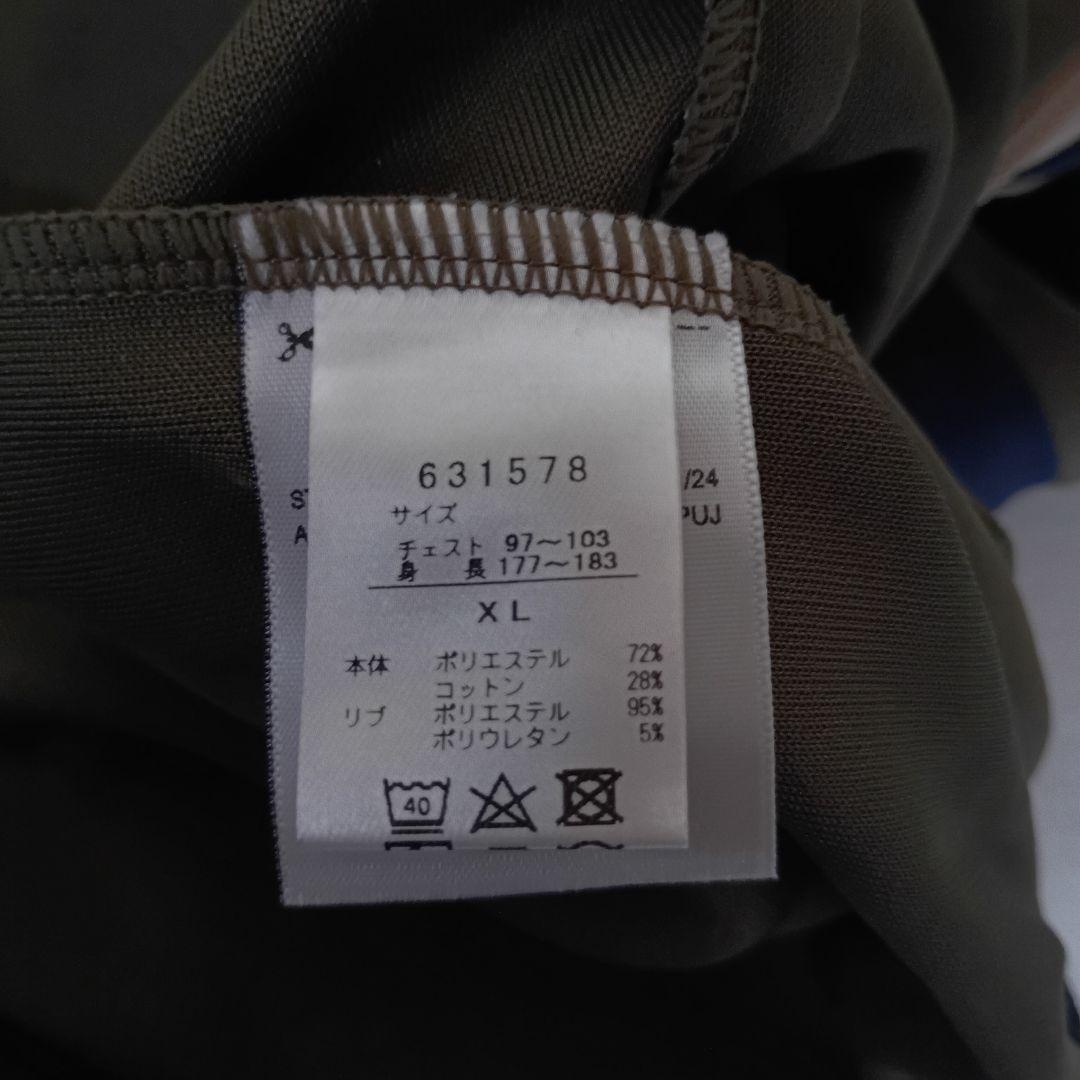 631578
サイズ
チェスト 97〜103
身 長 177〜183
XL
本体 ポリエステル 72%
コットン 28%
リブ ポリエステル 95%
ポリウレタン 5%
40
/24
PUJ